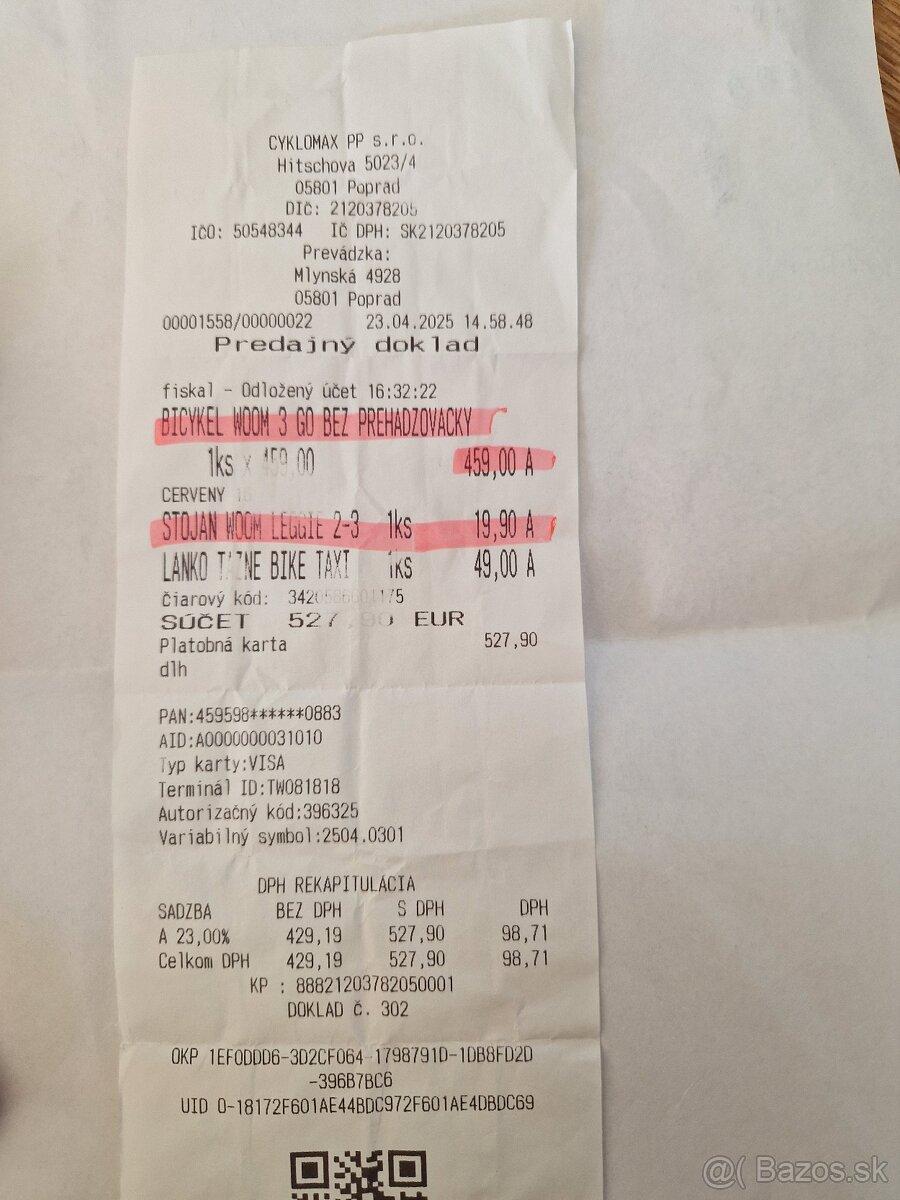 CYKLOMAX PP s.r.o.
Hitschova 5023/4
05801 Poprad
DIČ: 2120378205
IČO: 50548344 IČ DPH: SK2120378205
Prevádzka:
Mlynská 4928
05801 Poprad
00001558/00000022 23.04.2025 14.58.48
Predajný doklad
fiskal - Odložený účet 16:32:22
BICYKEL WOOM 3 GO BEZ PREHADZOVACKY
1ks x 459.00 459,00 A
CERVENY
STOJAN WOOM LEGGIE 2-3 1ks 19,90 A
LANKO BIKE TAXI 1ks 49,00 A
Čiarový kód:
SÚČET 527,90 EUR
Platobná karta 527,90
dlh
PAN:459598******0883
AID:A0000000031010
Typ karty:VISA
Terminál ID:TW081818
Autorizačný kód:396325
Variabilný symbol:2504.0301
DPH REKAPITULÁCIA
SADZBA BEZ DPH S DPH DPH
A 23,00% 429,19 527,90 98,71
Celkom DPH 429,19 527,90 98,71
KP : 88821203782050001
DOKLAD č. 302
OKP 1EF0DDD6-3D2CF064-1798791D-1DB8FD2D
-396B7BC6
UID O-18172F601AE44BDC972F601AE4DBDC69
@( Bazos.sk